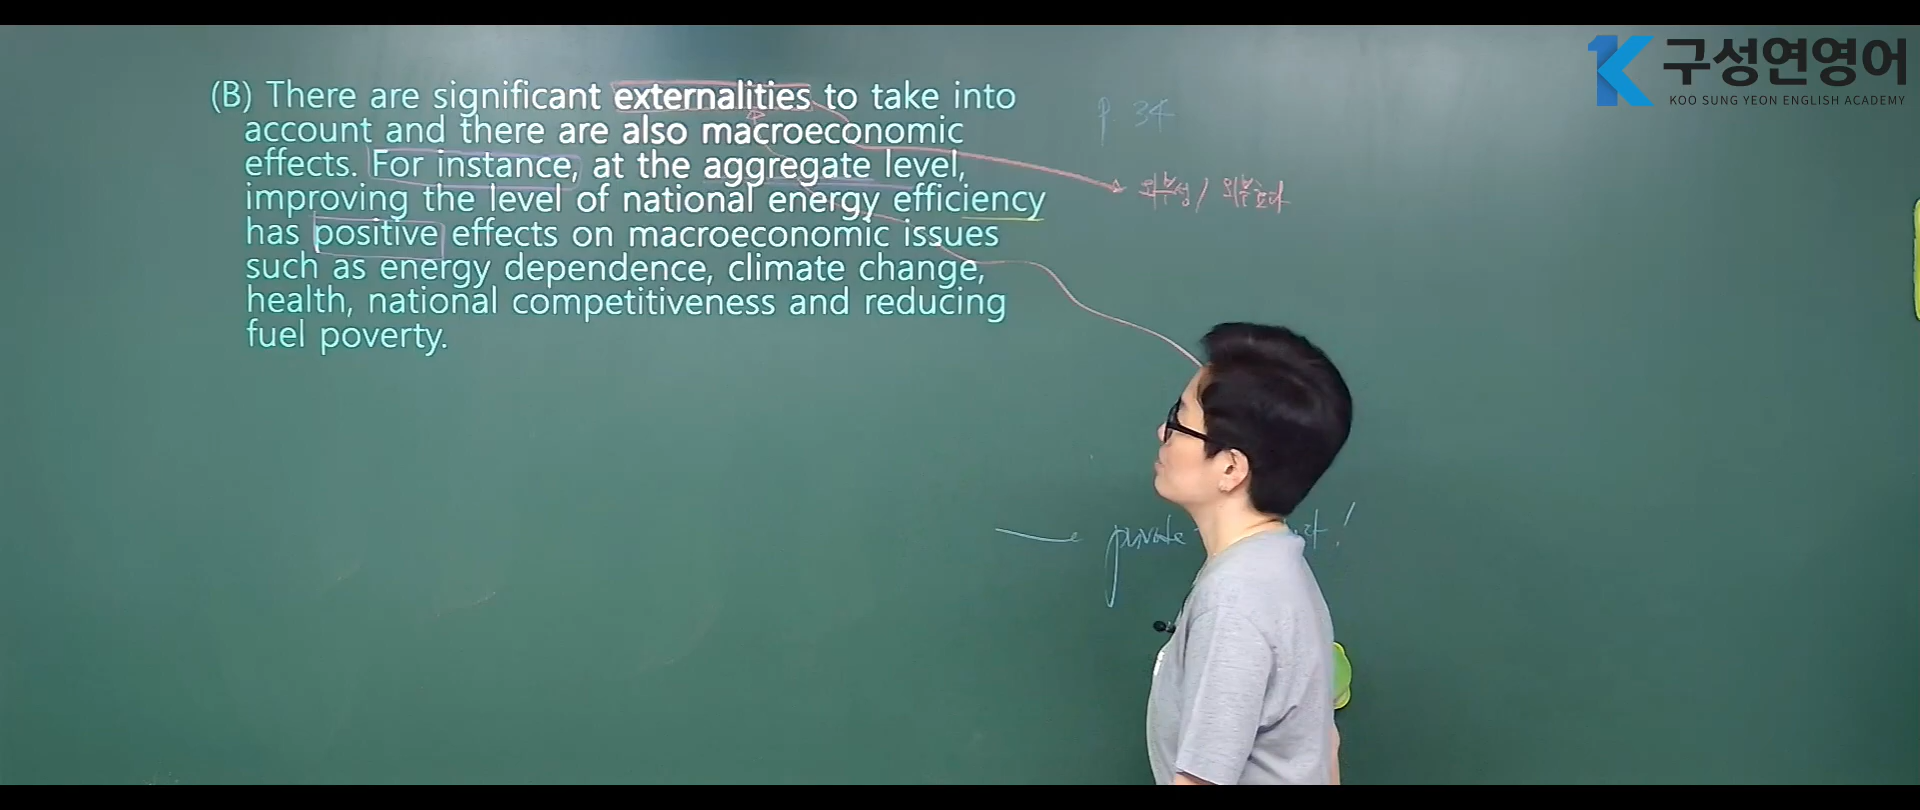 구성연영어
KOO SUNG YEON ENGLISH ACADEMY
(B) There are significant externalities to take into
account and there are also macroeconomic
effects. For instance, at the aggregate level,
improving the level of national energy efficiency
has positive effects on macroeconomic issues
such as energy dependence, climate change,
health, national competitiveness and reducing
fuel poverty.
p. 34
외부성 / 외부효과
private